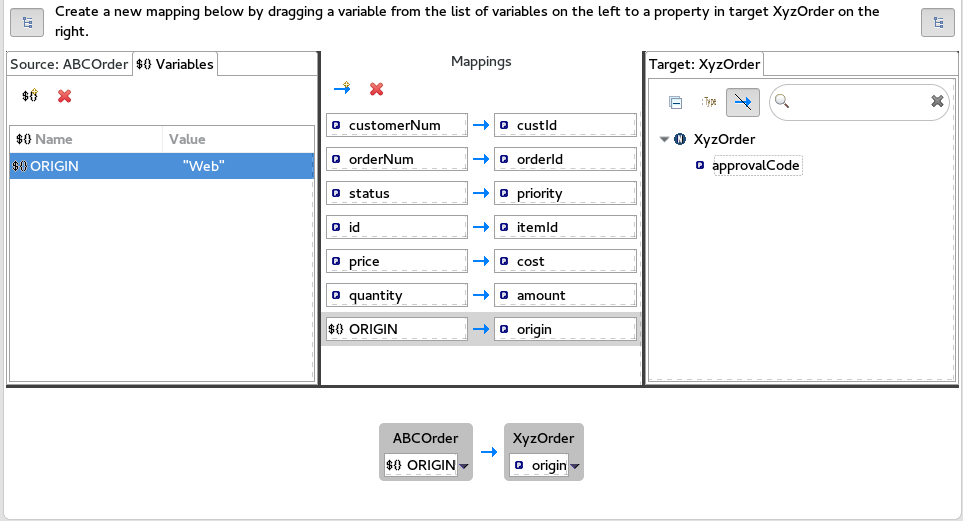 Create a new mapping below by dragging a variable from the list of variables on the left to a property in target XyzOrder on the
right.
Source: ABCOrder ${} Variables
Mappings
Target: XyzOrder
${}
Type
${} Name Value
${} ORIGIN "Web"
P customerNum P custId
P orderNum P orderId
P status P priority
P id P itemId
P price P cost
P quantity P amount
${} ORIGIN P origin
N XyzOrder
P approvalCode
ABCOrder XyzOrder
${} ORIGIN P origin